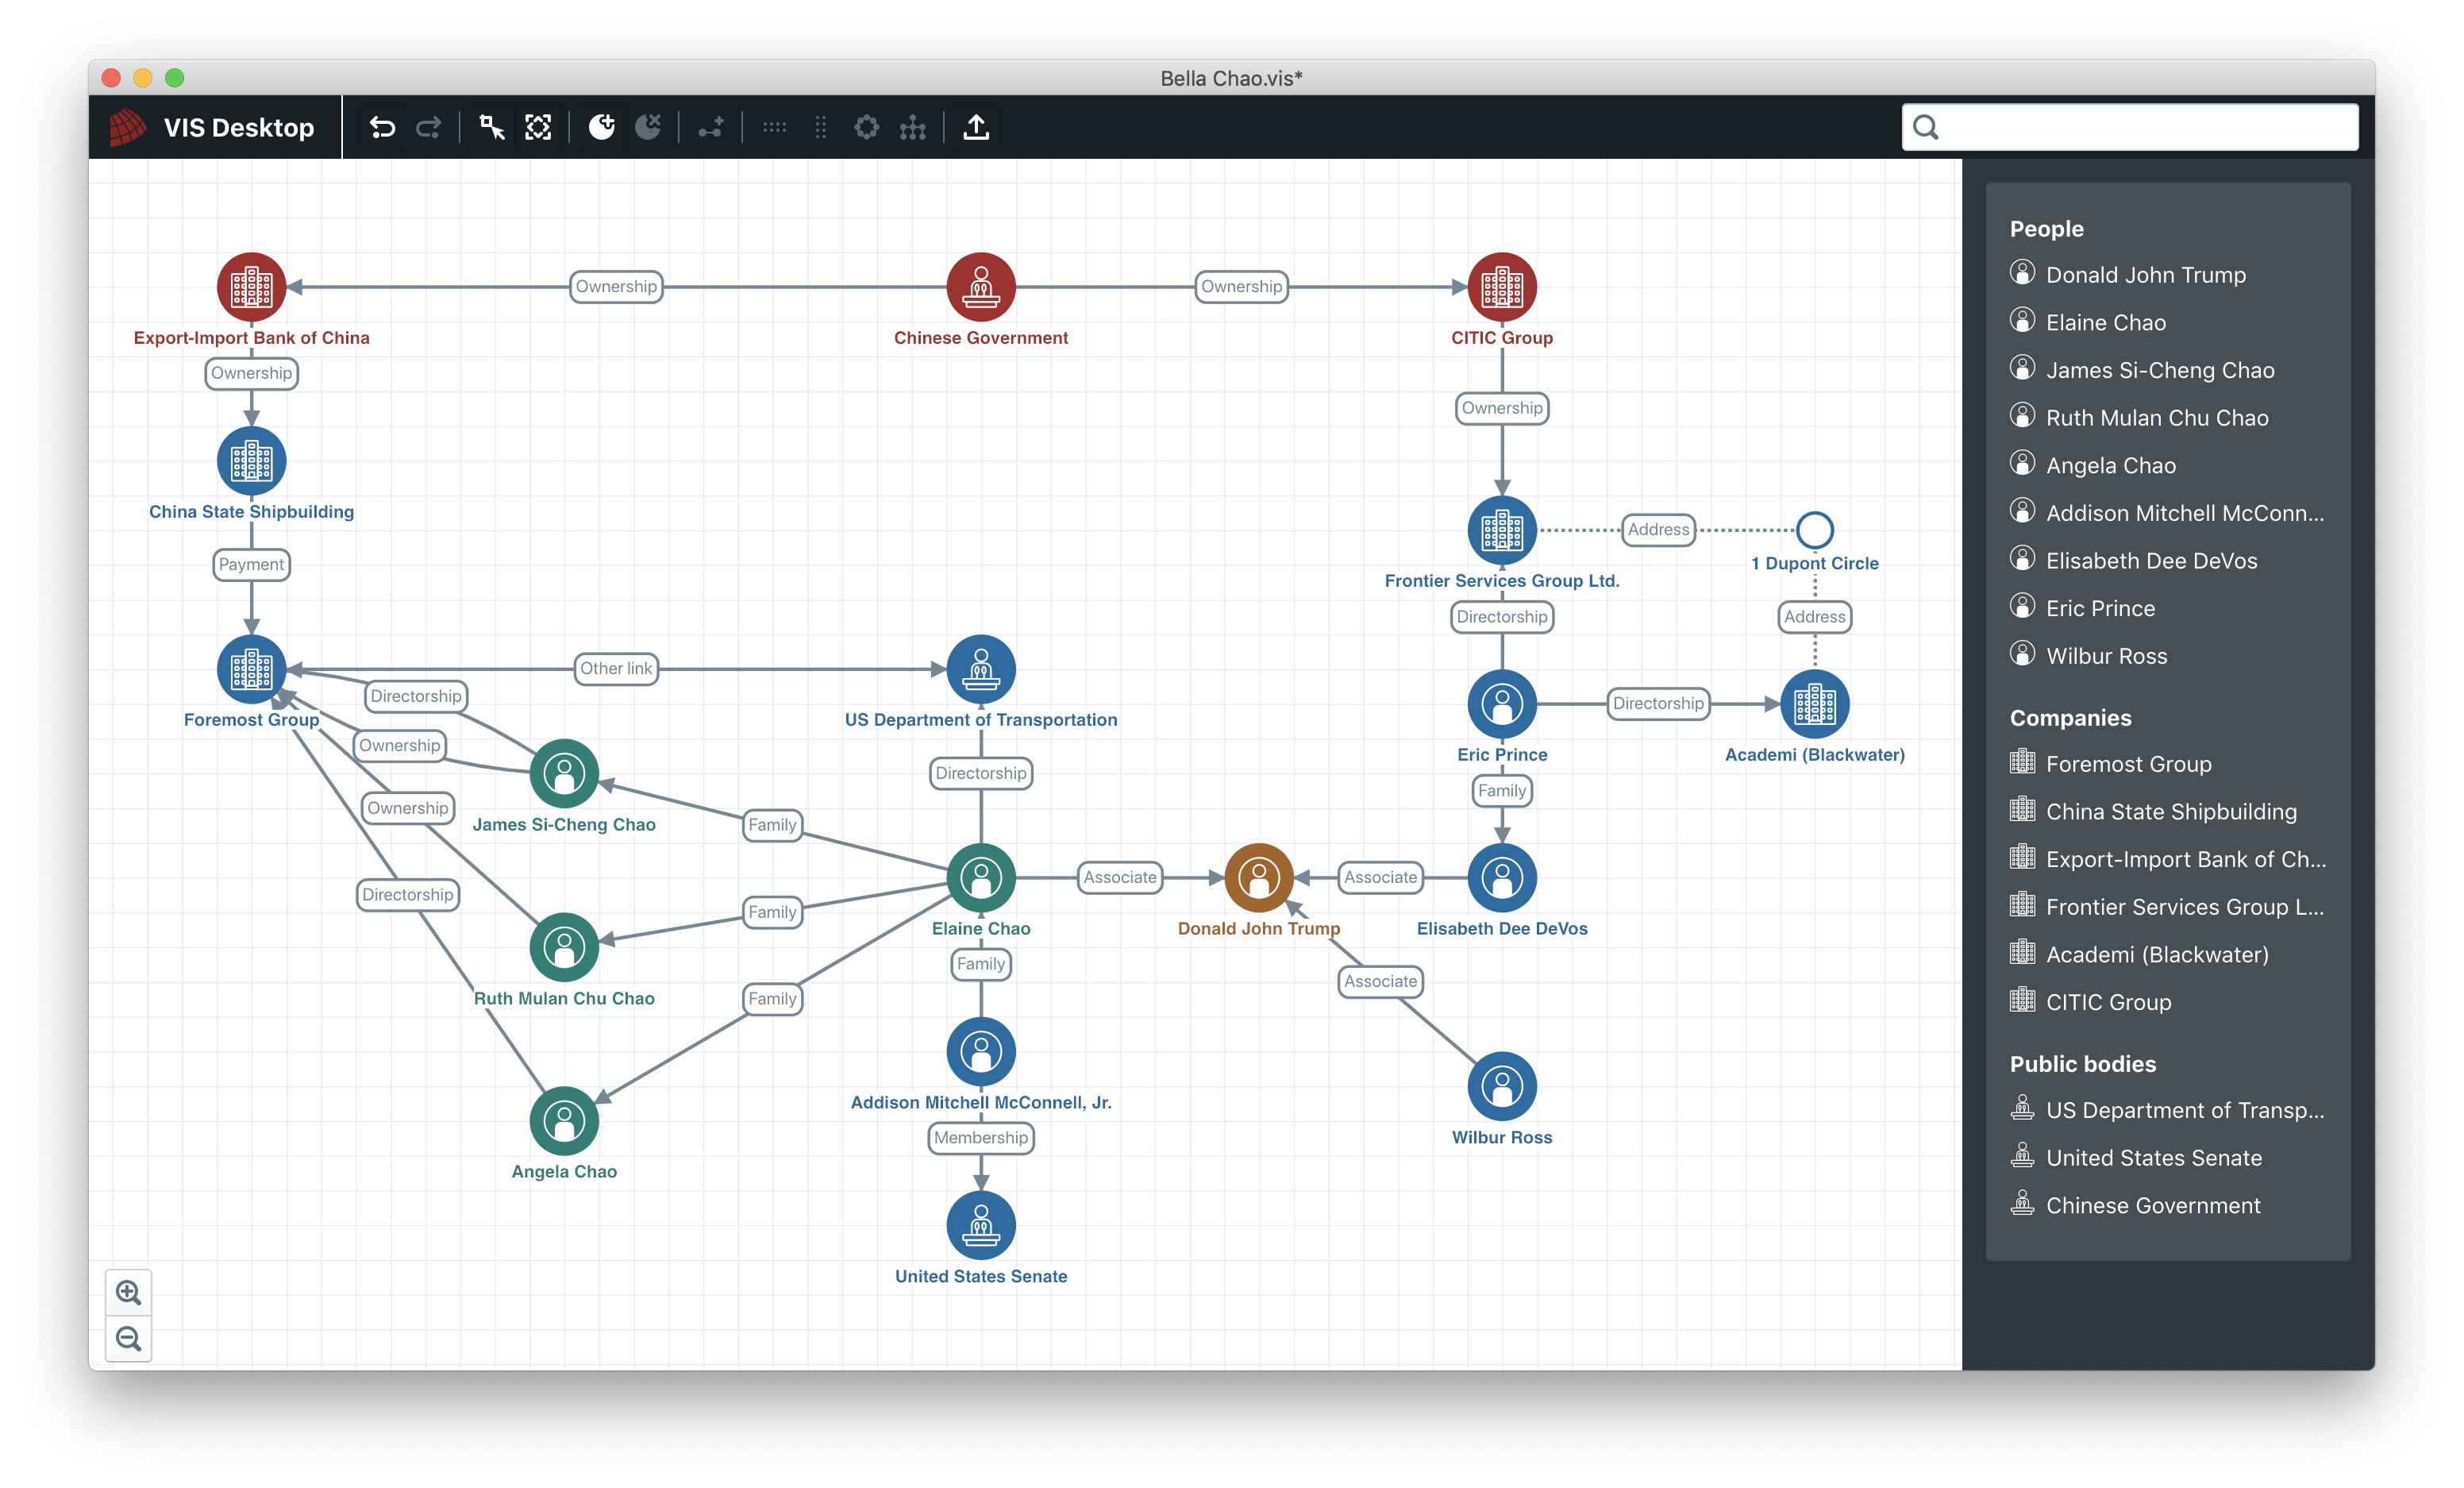 Bella Chao.vis*
VIS Desktop
Ownership
Ownership
Export-Import Bank of China
Chinese Government
CITIC Group
Ownership
Ownership
China State Shipbuilding
Address
Payment
1 Dupont Circle
Frontier Services Group Ltd.
Directorship
Address
Other link
Directorship
Directorship
Foremost Group
US Department of Transportation
Ownership
Eric Prince
Academi (Blackwater)
Directorship
Family
Ownership
James Si-Cheng Chao
Family
Associate
Associate
Directorship
Family
Elaine Chao
Donald John Trump
Elisabeth Dee DeVos
Family
Associate
Ruth Mulan Chu Chao
Family
Addison Mitchell McConnell, Jr.
Membership
Wilbur Ross
Angela Chao
United States Senate
People
Donald John Trump
Elaine Chao
James Si-Cheng Chao
Ruth Mulan Chu Chao
Angela Chao
Addison Mitchell McConn...
Elisabeth Dee DeVos
Eric Prince
Wilbur Ross
Companies
Foremost Group
China State Shipbuilding
Export-Import Bank of Ch...
Frontier Services Group L...
Academi (Blackwater)
CITIC Group
Public bodies
US Department of Transp...
United States Senate
Chinese Government